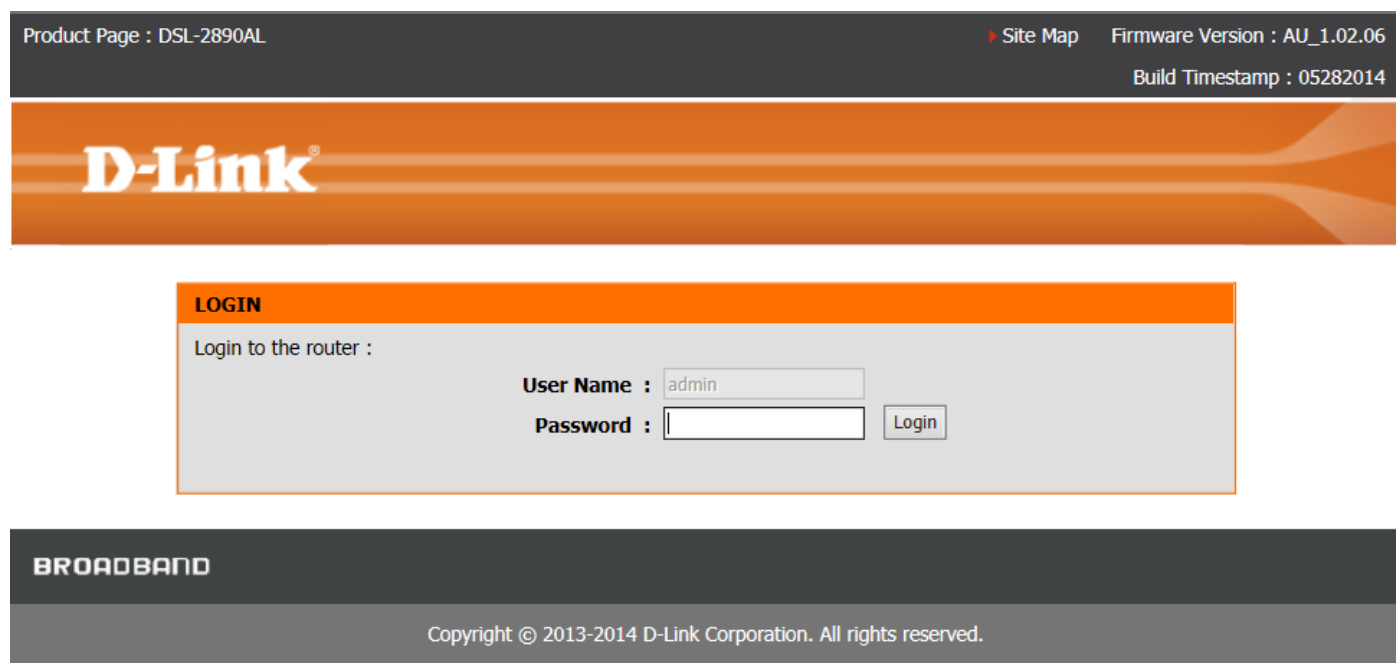 Product Page : DSL-2890AL Site Map Firmware Version : AU_1.02.06
Build Timestamp : 05282014
D-Link®
LOGIN
Login to the router :
User Name : admin
Password : Login
BROADBAND
Copyright © 2013-2014 D-Link Corporation. All rights reserved.